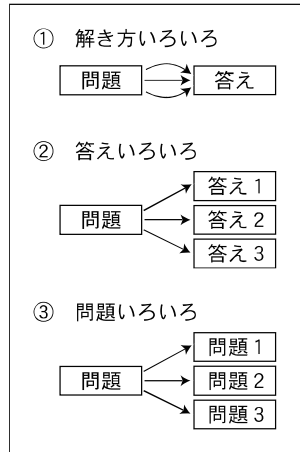 ① 解き方いろいろ
問題 答え
② 答えいろいろ
答え 1
問題 答え 2
答え 3
③ 問題いろいろ
問題 1
問題 問題 2
問題 3